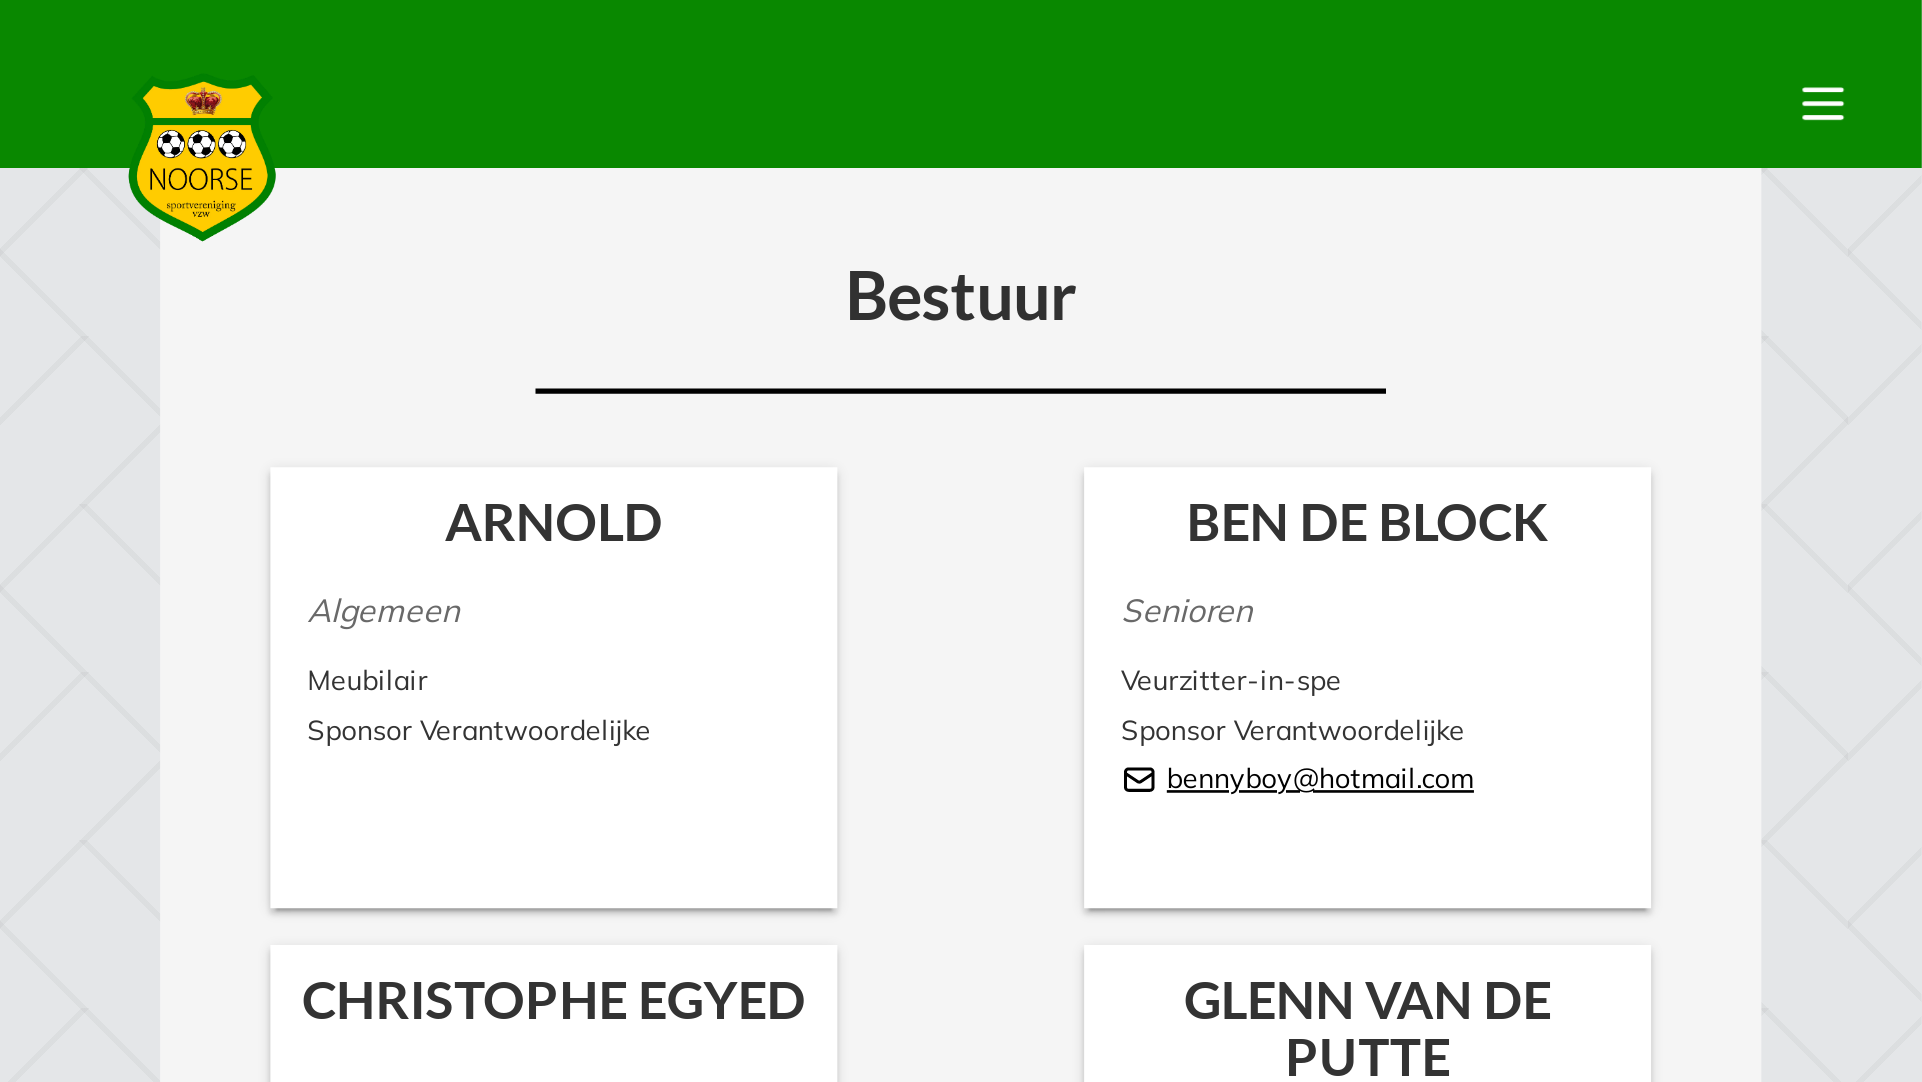 NOORSE
sportvereniging
vzw
Bestuur
ARNOLD
Algemeen
Meubilair
Sponsor Verantwoordelijke
BEN DE BLOCK
Senioren
Veurzitter-in-spe
Sponsor Verantwoordelijke
bennyboy@hotmail.com
CHRISTOPHE EGYED
GLENN VAN DE
PUTTE